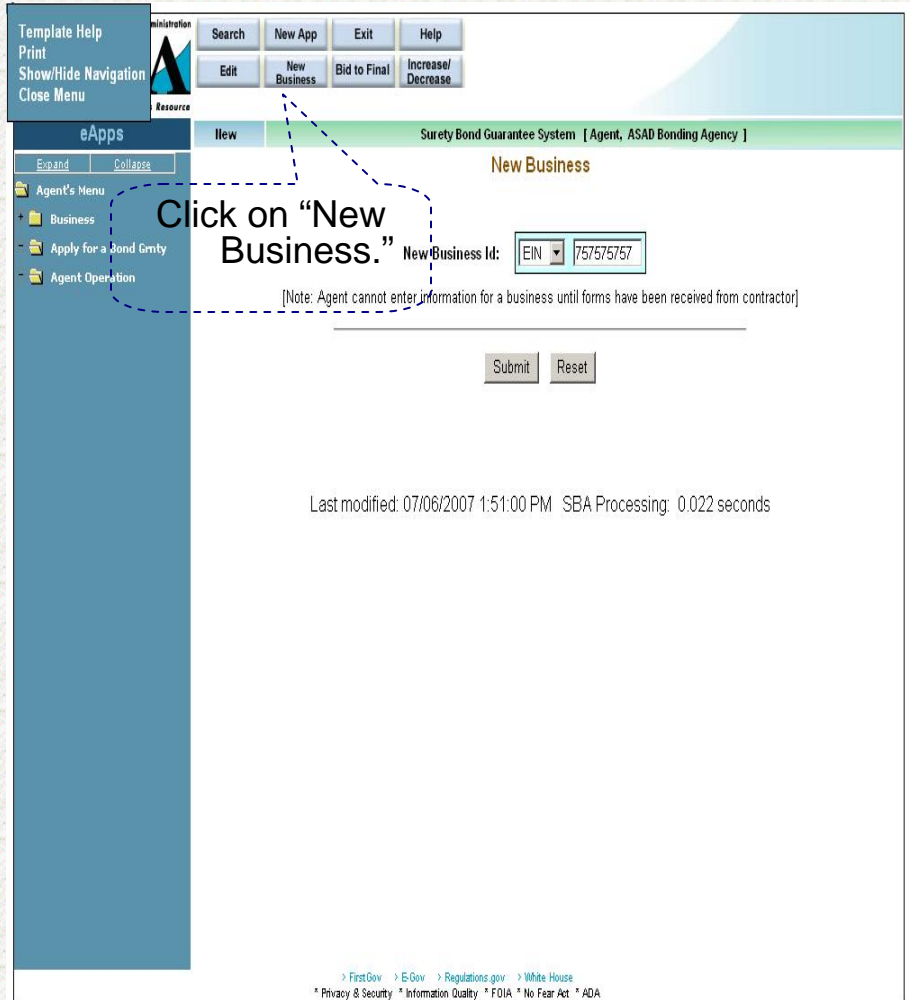 Template Help
Print
Show/Hide Navigation
Close Menu
ministration
Resource
Search New App Exit Help
Edit New Business Bid to Final Increase/Decrease
eApps
New Surety Bond Guarantee System [ Agent, ASAD Bonding Agency ]
Expand Collapse
Agent's Menu
+ Business
- Apply for a Bond Grnty
- Agent Operation
New Business
Click on “New
Business.”
New Business Id: EIN 757575757
[Note: Agent cannot enter information for a business until forms have been received from contractor]
Submit Reset
Last modified: 07/06/2007 1:51:00 PM SBA Processing: 0.022 seconds
> FirstGov > E-Gov > Regulations.gov > White House
* Privacy & Security * Information Quality * FOIA * No Fear Act * ADA